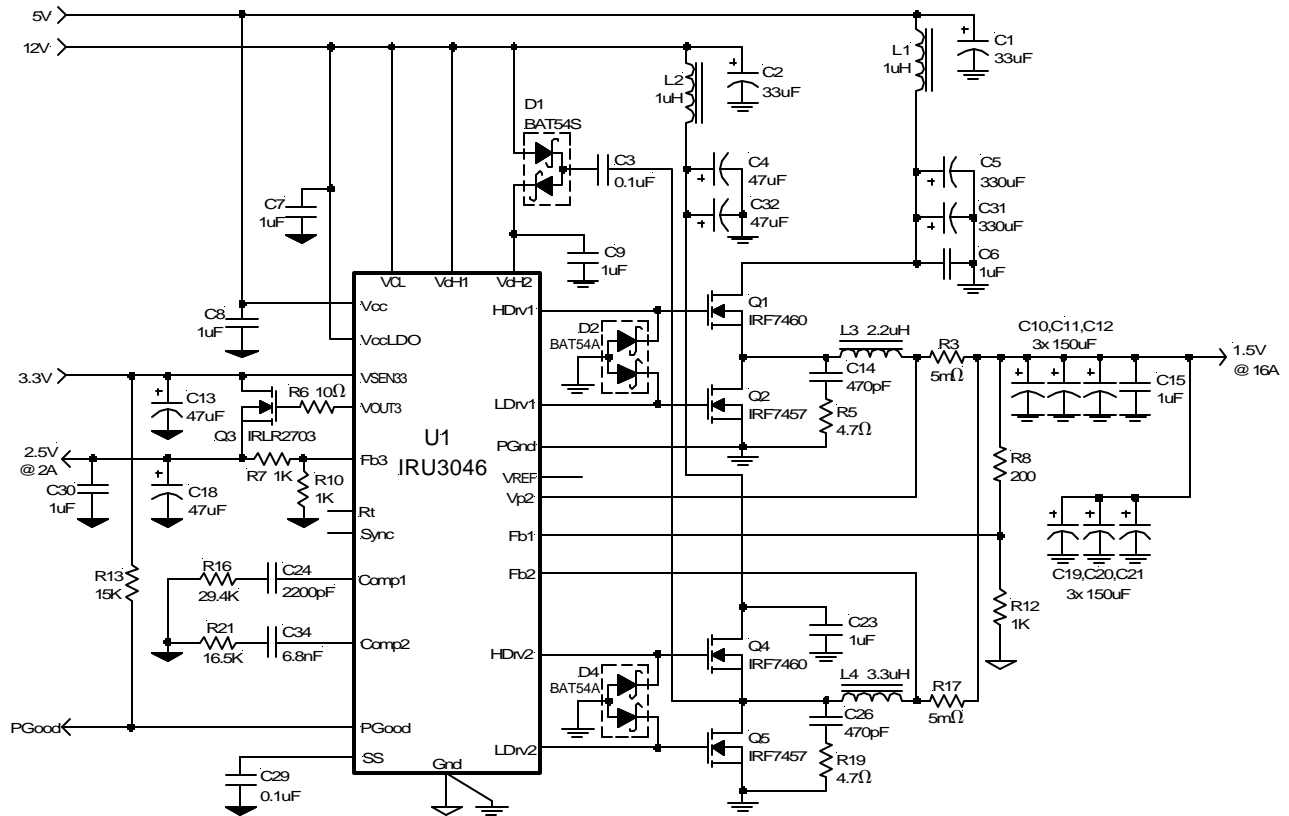 5V
12V
L1
1uH
C1
33uF
L2
1uH
C2
33uF
D1
BAT54S
C3
0.1uF
C4
47uF
C32
47uF
C5
330uF
C31
330uF
C6
1uF
C7
1uF
C9
1uF
C8
1uF
VCL
VcH1
VcH2
Vcc
VccLDO
VSEN33
VOUT3
Fb3
Rt
Sync
Comp1
Comp2
PGood
SS
Gnd
U1
IRU3046
HDrv1
LDrv1
PGnd
VREF
Vp2
Fb1
Fb2
HDrv2
LDrv2
3.3V
C13
47uF
R6 10Ω
Q3
IRLR2703
2.5V
@ 2A
C30
1uF
C18
47uF
R7 1K
R10
1K
R13
15K
R16
29.4K
C24
2200pF
R21
16.5K
C34
6.8nF
PGood
C29
0.1uF
D2
BAT54A
Q1
IRF7460
Q2
IRF7457
L3 2.2uH
C14
470pF
R5
4.7Ω
R3
5mΩ
C10,C11,C12
3x 150uF
C15
1uF
1.5V
@ 16A
R8
200
C19,C20,C21
3x 150uF
R12
1K
C23
1uF
D4
BAT54A
Q4
IRF7460
Q5
IRF7457
L4 3.3uH
C26
470pF
R19
4.7Ω
R17
5mΩ